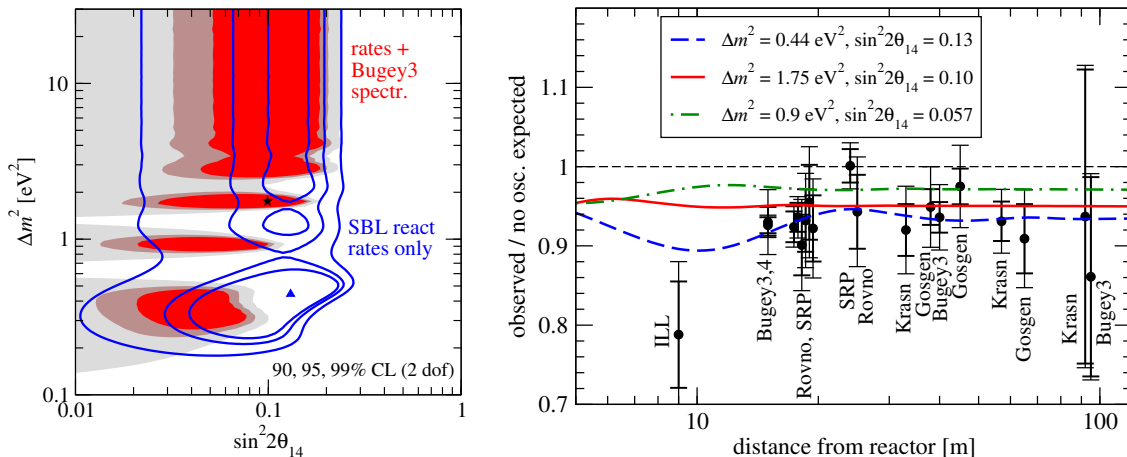 10
1
0.1
0.01
0.1
1
Δm² [eV²]
sin²2θ₁₄
rates +
Bugey3
spectr.
SBL react
rates only
90, 95, 99% CL (2 dof)
1.1
1
0.9
0.8
0.7
10
100
observed / no osc. expected
distance from reactor [m]
Δm² = 0.44 eV², sin²2θ₁₄ = 0.13
Δm² = 1.75 eV², sin²2θ₁₄ = 0.10
Δm² = 0.9 eV², sin²2θ₁₄ = 0.057
ILL
Bugey3,4
Rovno, SRP
SRP
Rovno
Krasn
Gosgen
Bugey3
Gosgen
Krasn
Gosgen
Krasn
Bugey3